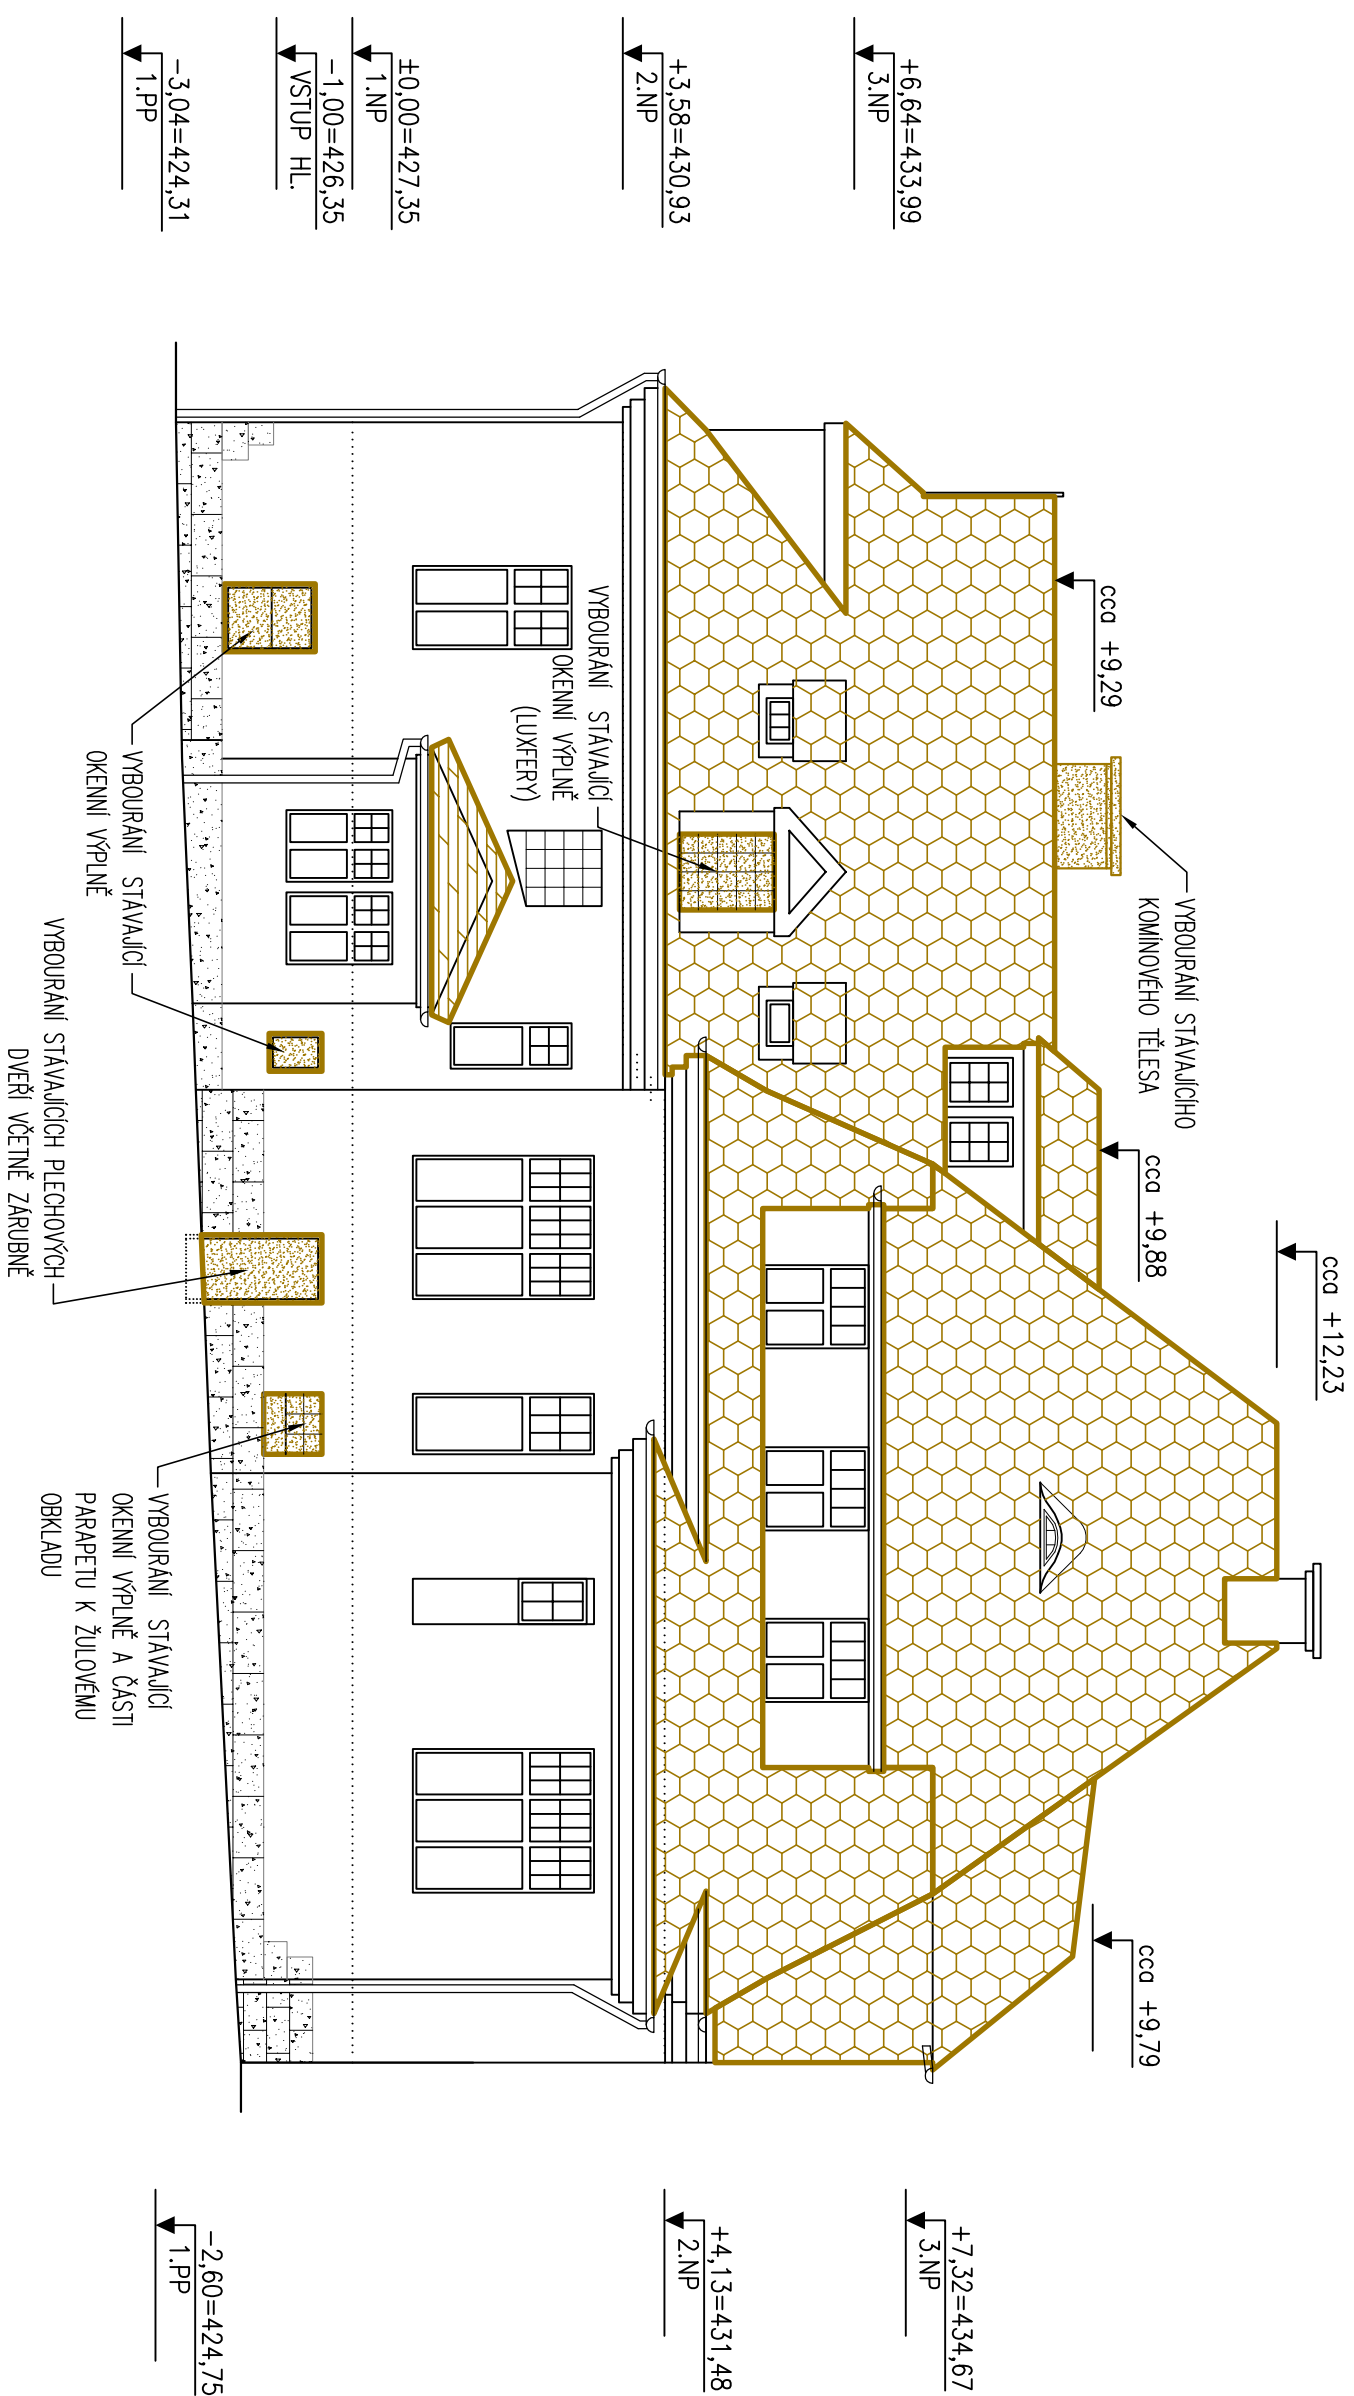 cca +12,23
cca +9,29
VYBOURÁNÍ STÁVAJÍCÍHO
KOMÍNOVÉHO TĚLESA
cca +9,88
cca +9,79
+6,64=433,99
3.NP
+7,32=434,67
3.NP
+3,58=430,93
2.NP
VYBOURÁNÍ STÁVAJÍCÍ
OKENNÍ VÝPLNĚ
(LUXFERY)
+4,13=431,48
2.NP
±0,00=427,35
1.NP
-1,00=426,35
VSTUP HL.
-3,04=424,31
1.PP
-2,60=424,75
1.PP
VYBOURÁNÍ STÁVAJÍCÍ
OKENNÍ VÝPLNĚ
VYBOURÁNÍ STÁVAJÍCÍCH PLECHOVÝCH
DVEŘÍ VČETNĚ ZÁRUBNĚ
VYBOURÁNÍ STÁVAJÍCÍ
OKENNÍ VÝPLNĚ A ČÁSTI
PARAPETU K ŽULOVÉMU
OBKLADU